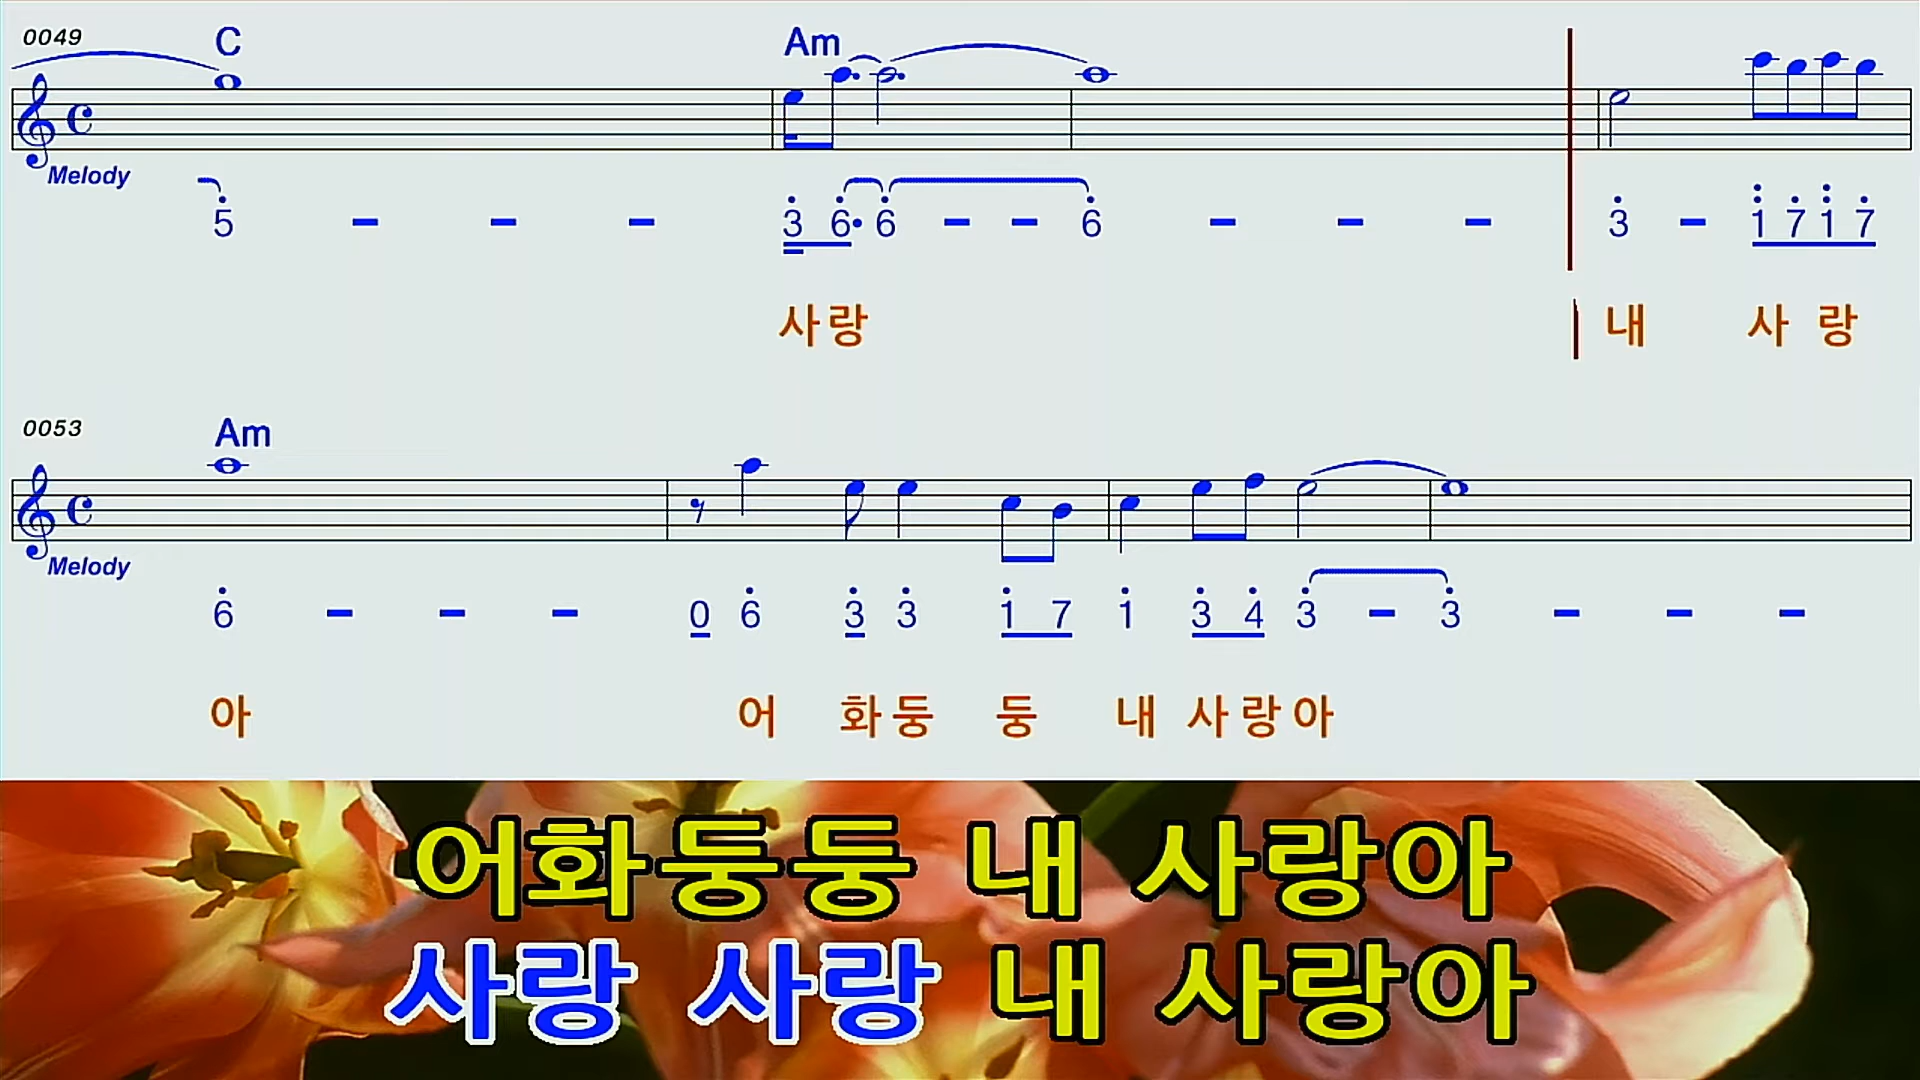 0049 C Am
Melody
5 - - - 3 6. 6 - - 6 - - - 3 - 1 7 1 7
사랑 내 사 랑
0053 Am
Melody
6 - - - 0 6 3 3 1 7 1 3 4 3 - 3 - - -
아 어 화둥 둥 내 사랑아
어화둥둥 내 사랑아
사랑 사랑 내 사랑아